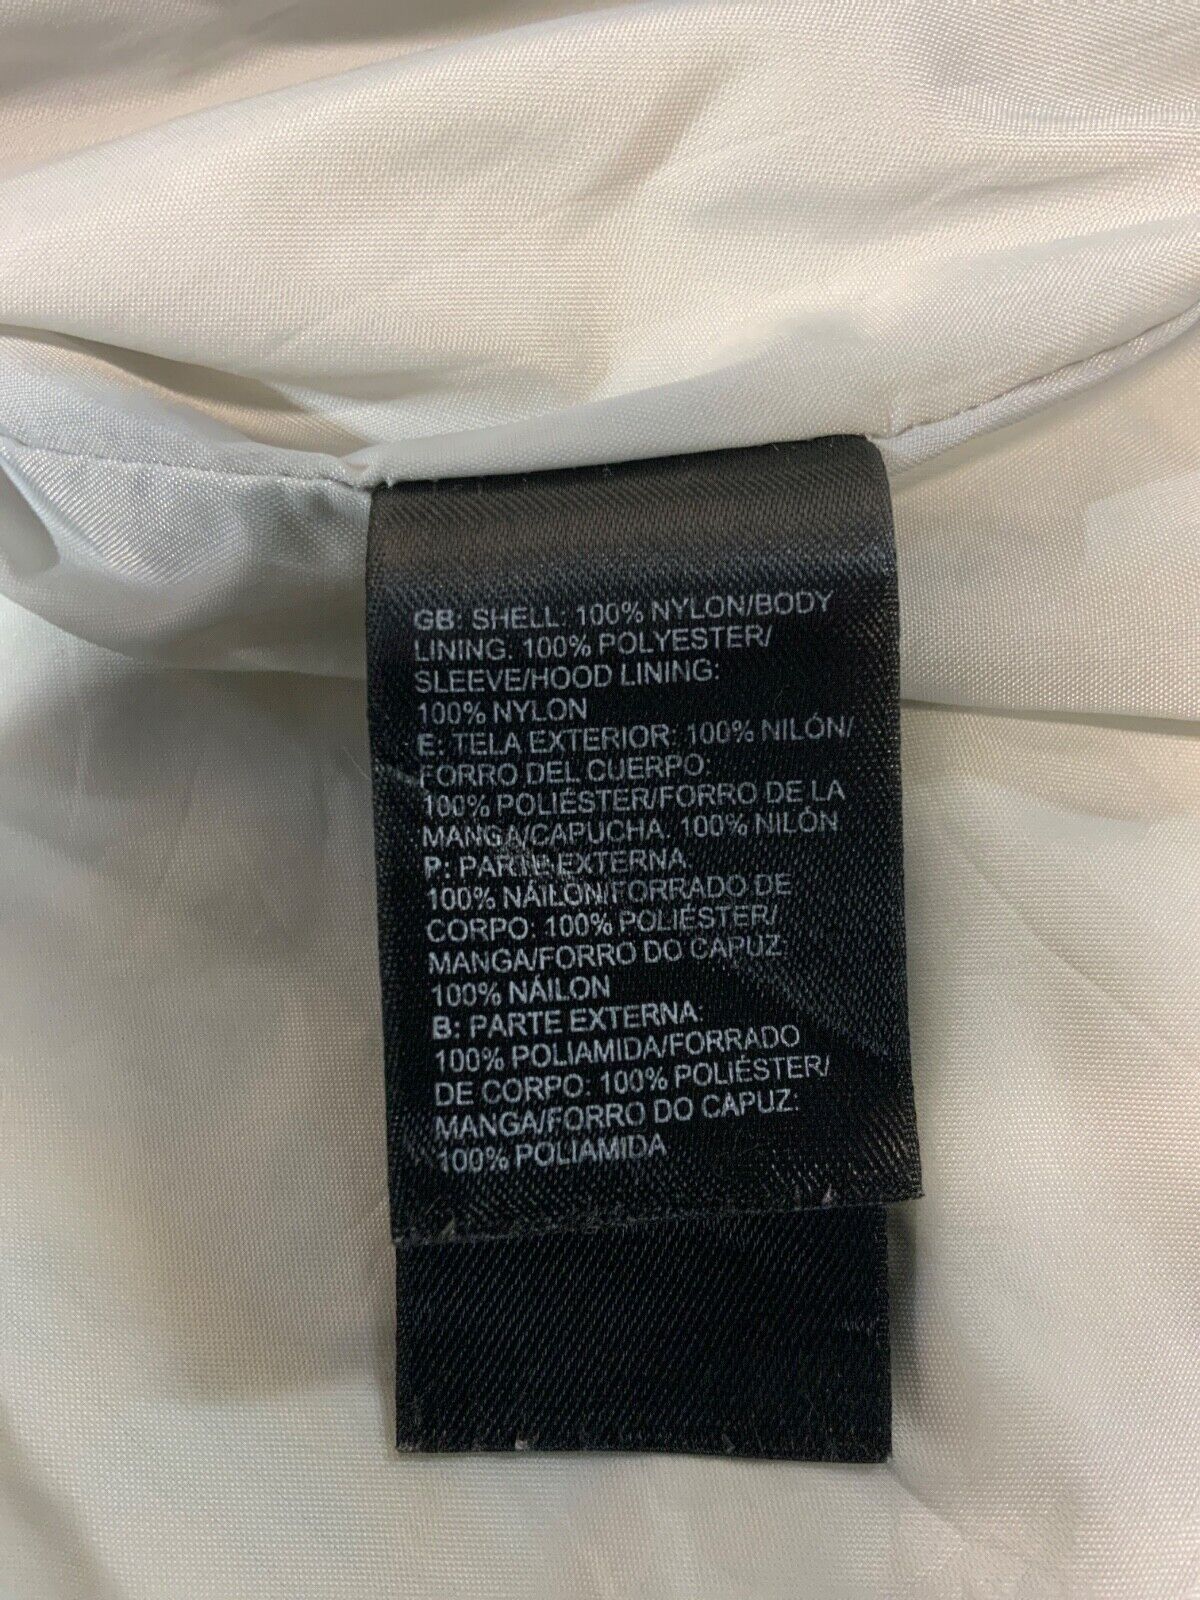 GB: SHELL: 100% NYLON/BODY
LINING: 100% POLYESTER/
SLEEVE/HOOD LINING:
100% NYLON
E: TELA EXTERIOR: 100% NILÓN/
FORRO DEL CUERPO:
100% POLIÉSTER/FORRO DE LA
MANGA/CAPUCHA: 100% NILÓN
P: PARTE EXTERNA:
100% NÁILON/FORRADO DE
CORPO: 100% POLIÉSTER/
MANGA/FORRO DO CAPUZ:
100% NÁILON
B: PARTE EXTERNA:
100% POLIAMIDA/FORRADO
DE CORPO: 100% POLIÉSTER/
MANGA/FORRO DO CAPUZ:
100% POLIAMIDA